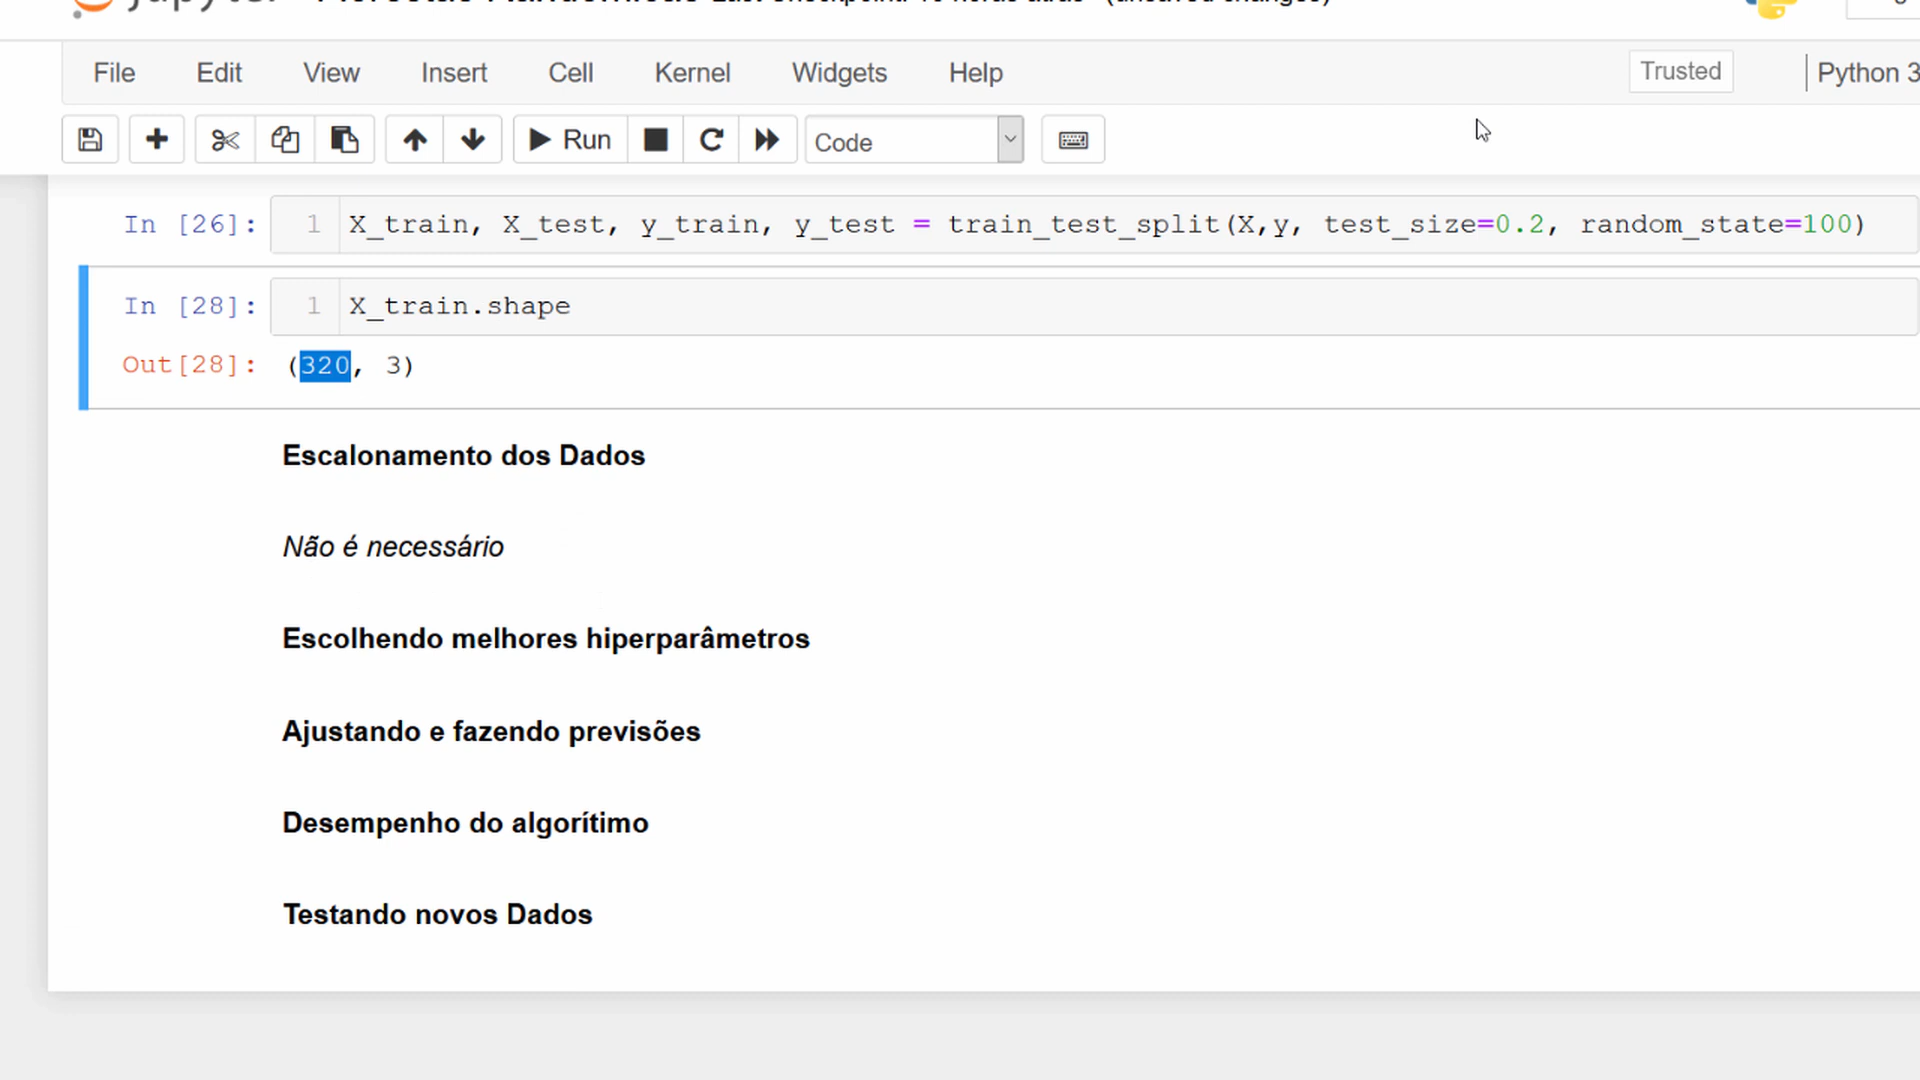 File Edit View Insert Cell Kernel Widgets Help Trusted Python 3
Run Code
In [26]: 1 X_train, X_test, y_train, y_test = train_test_split(X,y, test_size=0.2, random_state=100)
In [28]: 1 X_train.shape
Out[28]: (320, 3)
Escalonamento dos Dados
Não é necessário
Escolhendo melhores hiperparâmetros
Ajustando e fazendo previsões
Desempenho do algorítimo
Testando novos Dados